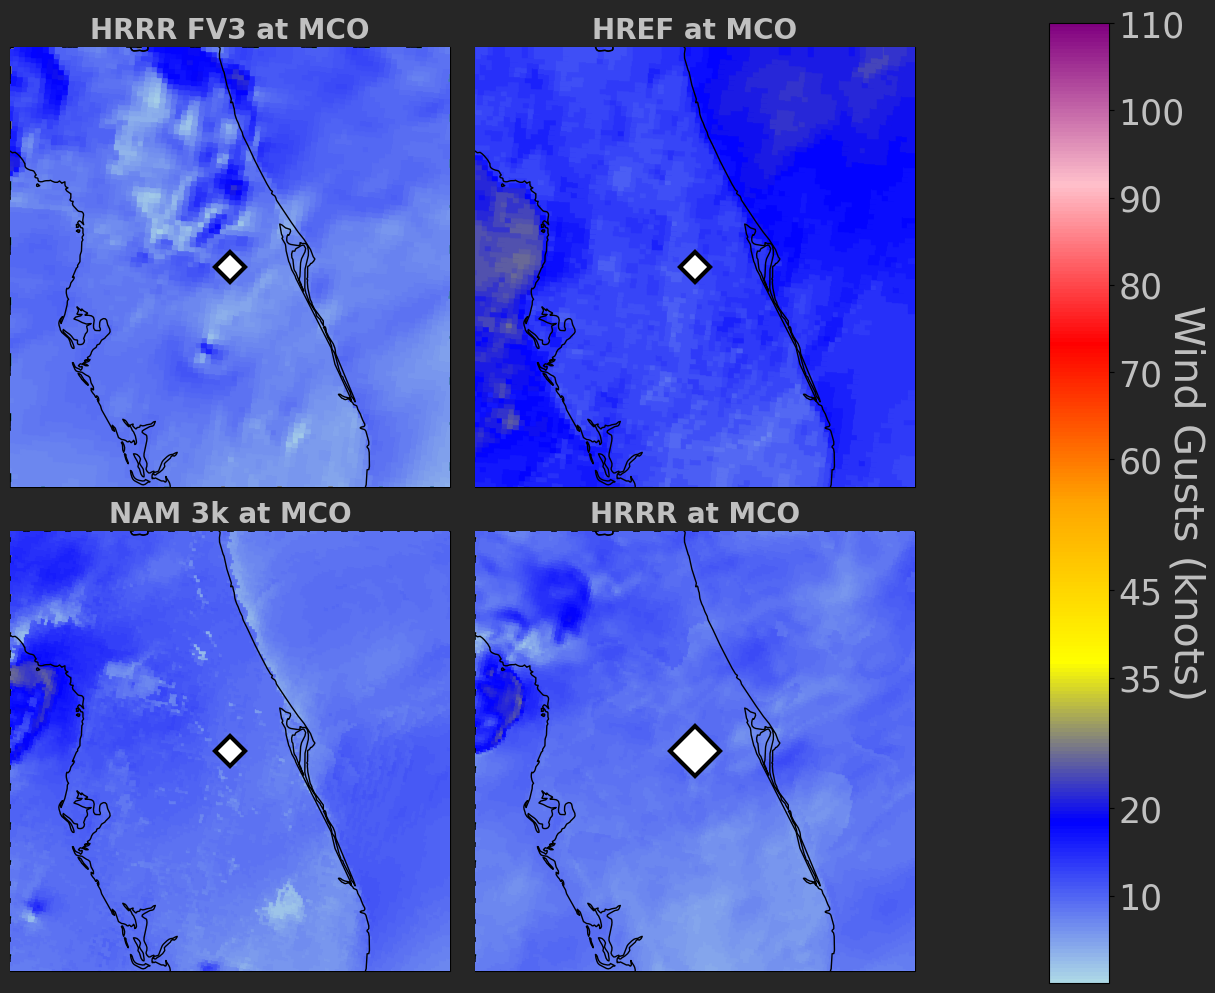 HRRR FV3 at MCO
HREF at MCO
NAM 3k at MCO
HRRR at MCO
110
100
90
80
70
60
45
35
20
10
Wind Gusts (knots)